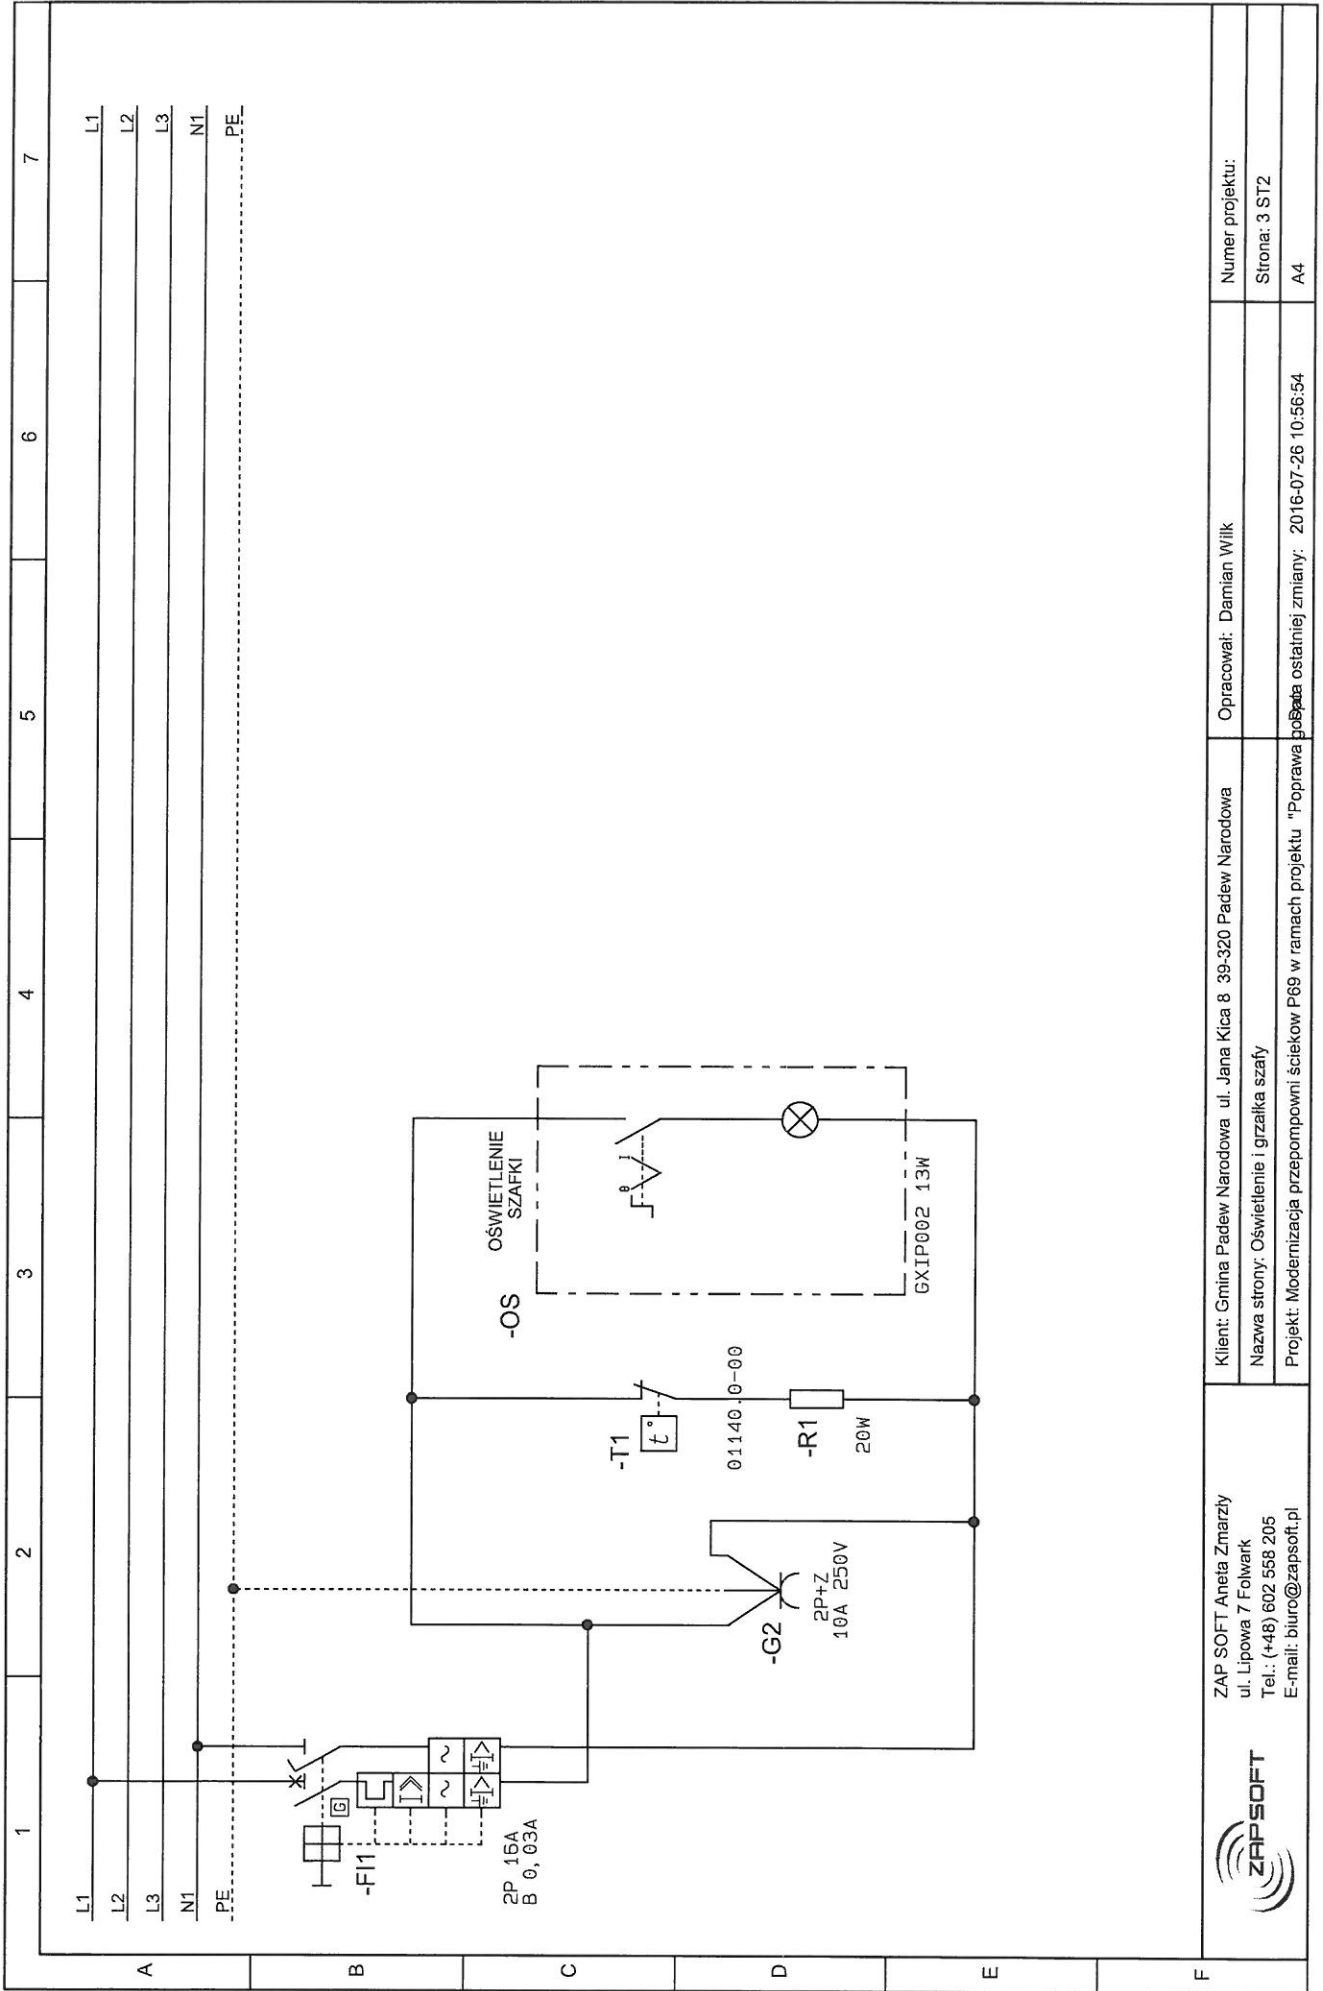 1 2 3 4 5 6 7
A
B
C
D
E
F
L1 L1
L2 L2
L3 L3
N1 N1
PE PE
-FI1
G
2P 16A
B 0,03A
-G2
2P+Z
10A 250V
-T1
t°
01140.0-00
-R1
20W
-OS
OŚWIETLENIE
SZAFKI
0 I
GXIP002 13W
ZAPSOFT
ZAP SOFT Aneta Zmarzły
ul. Lipowa 7 Folwark
Tel.: (+48) 602 558 205
E-mail: biuro@zapsoft.pl
Klient: Gmina Padew Narodowa ul. Jana Kica 8 39-320 Padew Narodowa
Opracował: Damian Wilk
Numer projektu:
Nazwa strony: Oświetlenie i grzałka szafy
Strona: 3 ST2
Projekt: Modernizacja przepompowni ściekow P69 w ramach projektu "Poprawa
ostatniej zmiany: 2016-07-26 10:56:54
A4